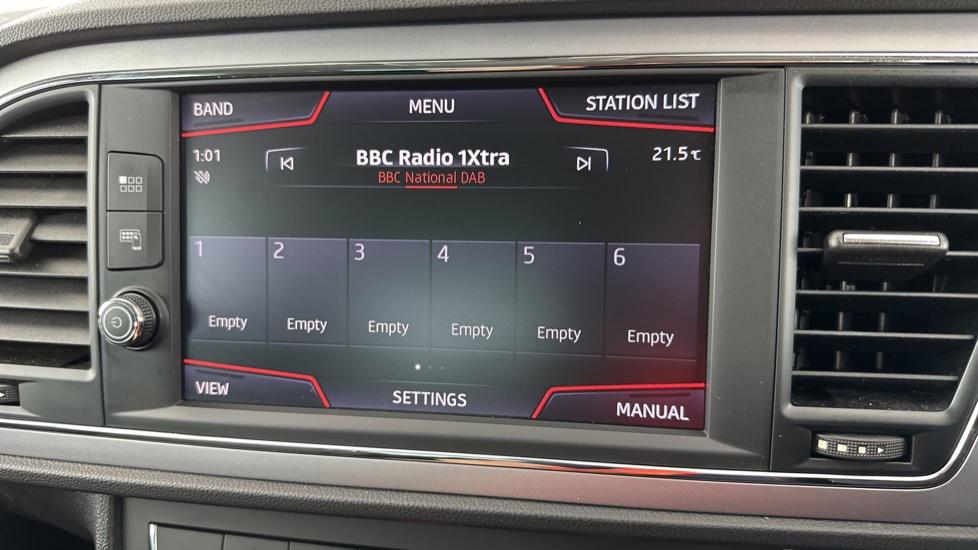 BAND MENU STATION LIST
1:01 BBC Radio 1Xtra 21.5℃
BBC National DAB
1 2 3 4 5 6
Empty Empty Empty Empty Empty Empty
VIEW SETTINGS MANUAL